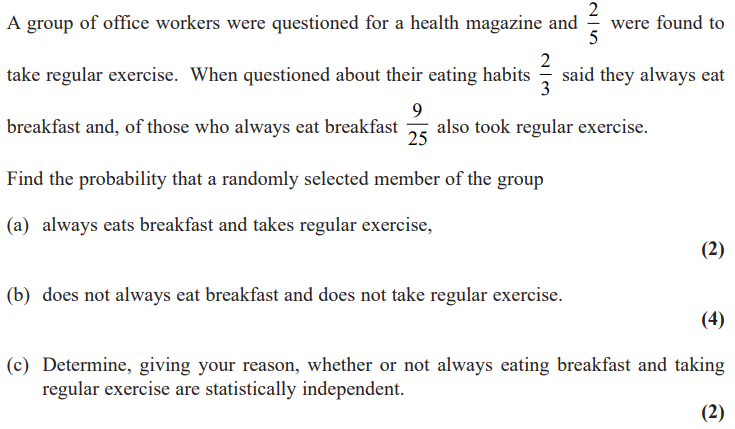 A group of office workers were questioned for a health magazine and 2/5 were found to
take regular exercise. When questioned about their eating habits 2/3 said they always eat
breakfast and, of those who always eat breakfast 9/25 also took regular exercise.
Find the probability that a randomly selected member of the group
(a) always eats breakfast and takes regular exercise,
(2)
(b) does not always eat breakfast and does not take regular exercise.
(4)
(c) Determine, giving your reason, whether or not always eating breakfast and taking
regular exercise are statistically independent.
(2)